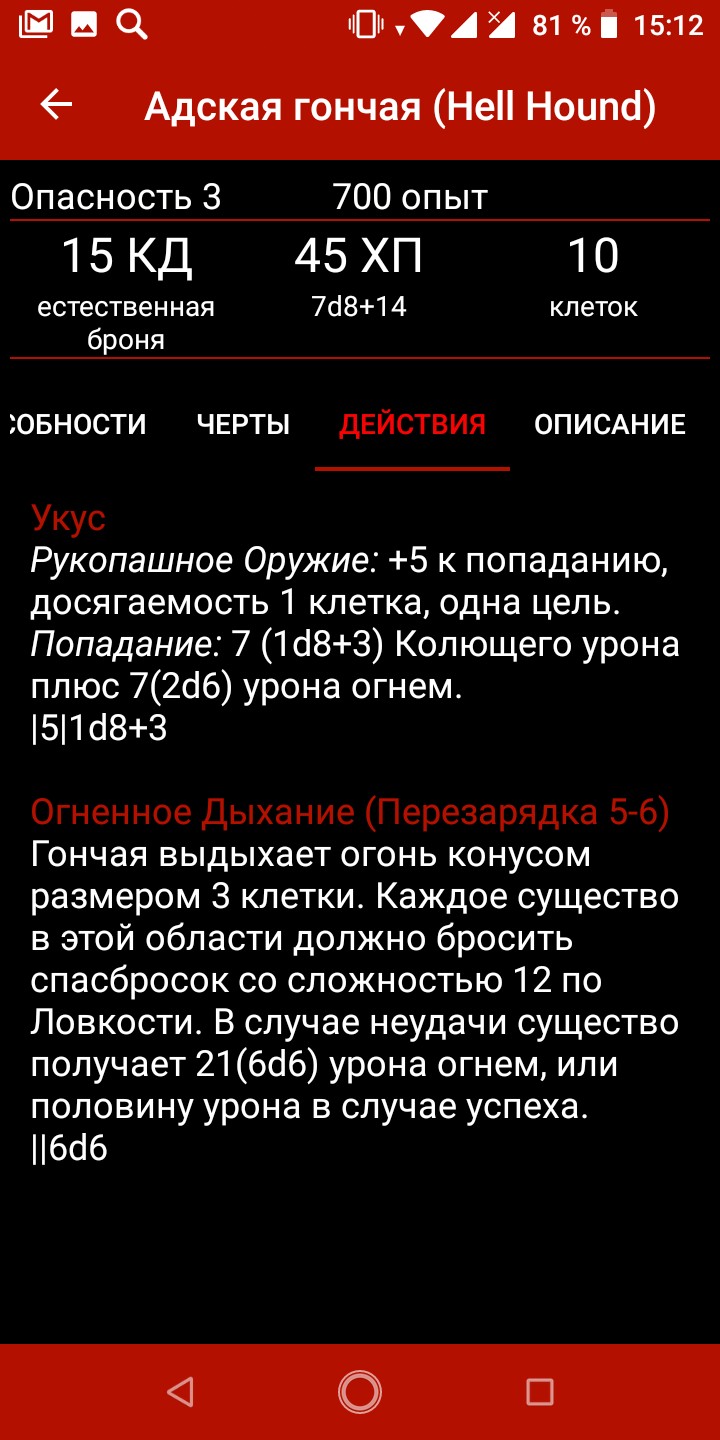 81 % 15:12
Адская гончая (Hell Hound)
Опасность 3 700 опыт
15 КД 45 ХП 10
естественная 7d8+14 клеток
броня
СОБНОСТИ ЧЕРТЫ ДЕЙСТВИЯ ОПИСАНИЕ
Укус
Рукопашное Оружие: +5 к попаданию,
досягаемость 1 клетка, одна цель.
Попадание: 7 (1d8+3) Колющего урона
плюс 7(2d6) урона огнем.
|5|1d8+3
Огненное Дыхание (Перезарядка 5-6)
Гончая выдыхает огонь конусом
размером 3 клетки. Каждое существо
в этой области должно бросить
спасбросок со сложностью 12 по
Ловкости. В случае неудачи существо
получает 21(6d6) урона огнем, или
половину урона в случае успеха.
||6d6